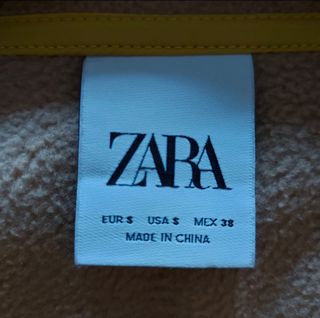 ZARA
EUR S USA S MEX 38
MADE IN CHINA